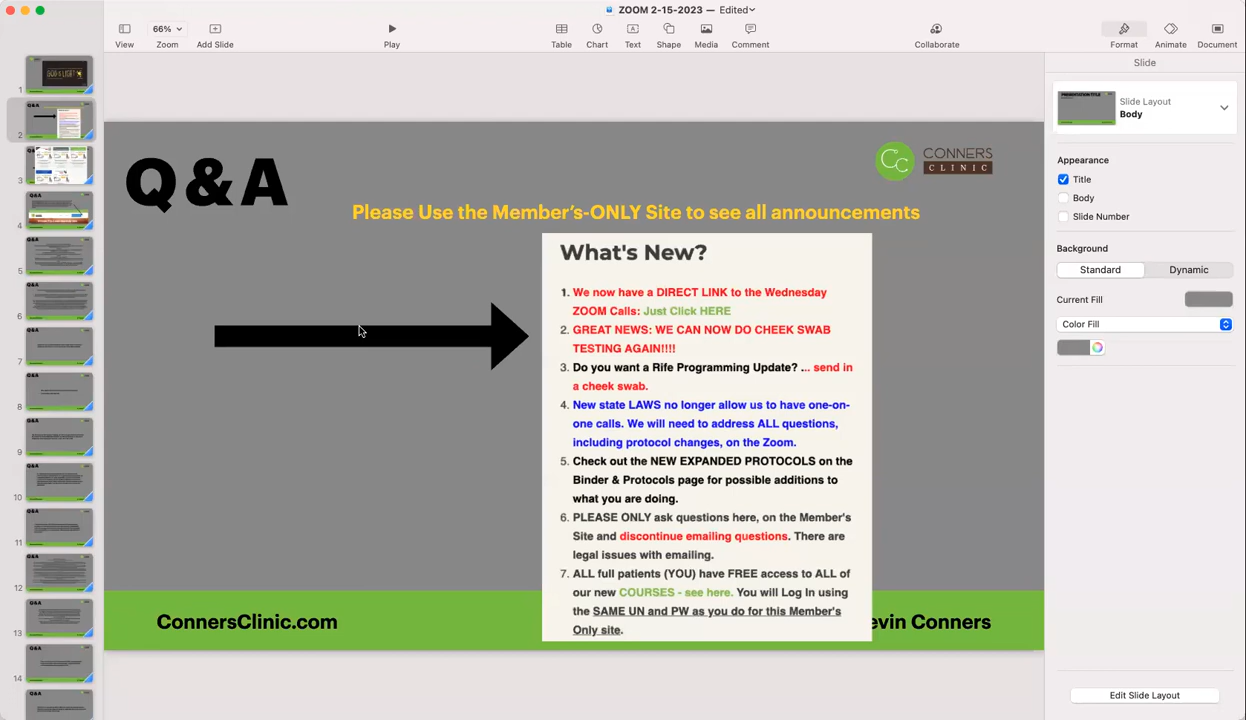 ZOOM 2-15-2023 — Edited
66%
View
Zoom
Add Slide
Play
Table
Chart
Text
Shape
Media
Comment
Collaborate
Format
Animate
Document
Slide
Slide Layout
Body
Appearance
Title
Body
Slide Number
Background
Standard
Dynamic
Current Fill
Color Fill
Edit Slide Layout
1
2
3
4
5
6
7
8
9
10
11
12
13
14
Q&A
CC
CONNERS
CLINIC
Please Use the Member's-ONLY Site to see all announcements
What's New?
1. We now have a DIRECT LINK to the Wednesday
ZOOM Calls: Just Click HERE
2. GREAT NEWS: WE CAN NOW DO CHEEK SWAB
TESTING AGAIN!!!!
3. Do you want a Rife Programming Update? ... send in
a cheek swab.
4. New state LAWS no longer allow us to have one-on-
one calls. We will need to address ALL questions,
including protocol changes, on the Zoom.
5. Check out the NEW EXPANDED PROTOCOLS on the
Binder & Protocols page for possible additions to
what you are doing.
6. PLEASE ONLY ask questions here, on the Member's
Site and discontinue emailing questions. There are
legal issues with emailing.
7. ALL full patients (YOU) have FREE access to ALL of
our new COURSES - see here. You will Log In using
the SAME UN and PW as you do for this Member's
Only site.
ConnersClinic.com
evin Conners